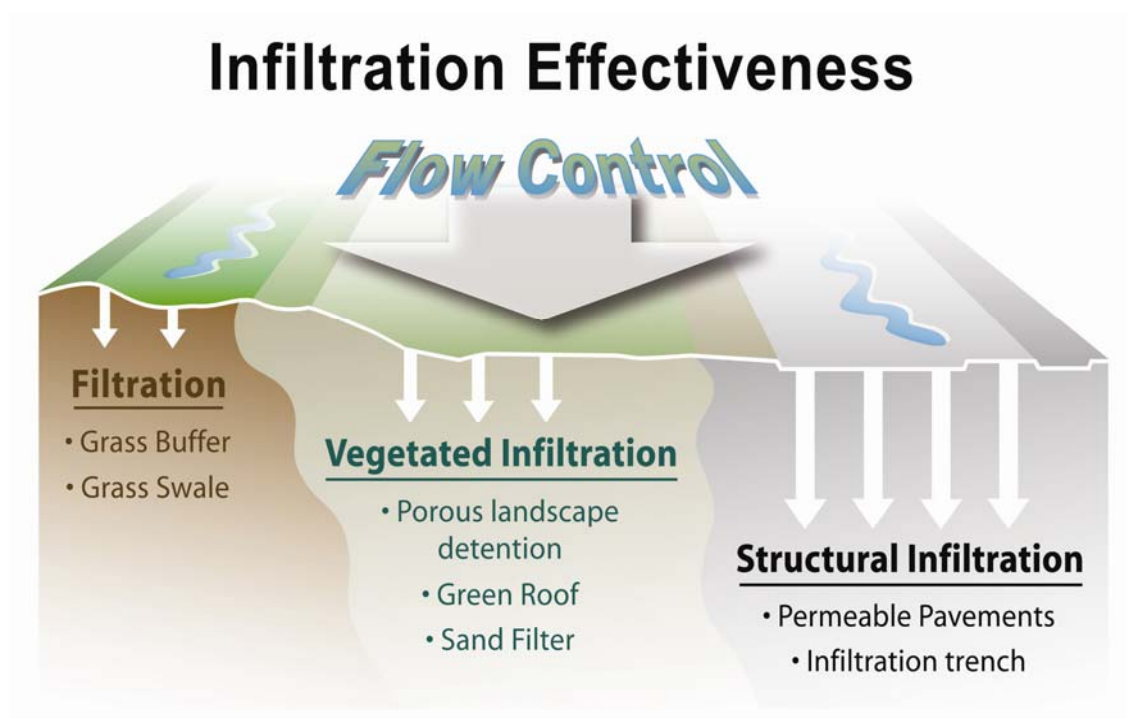 Infiltration Effectiveness
Flow Control
Filtration
• Grass Buffer
• Grass Swale
Vegetated Infiltration
• Porous landscape
detention
• Green Roof
• Sand Filter
Structural Infiltration
• Permeable Pavements
• Infiltration trench